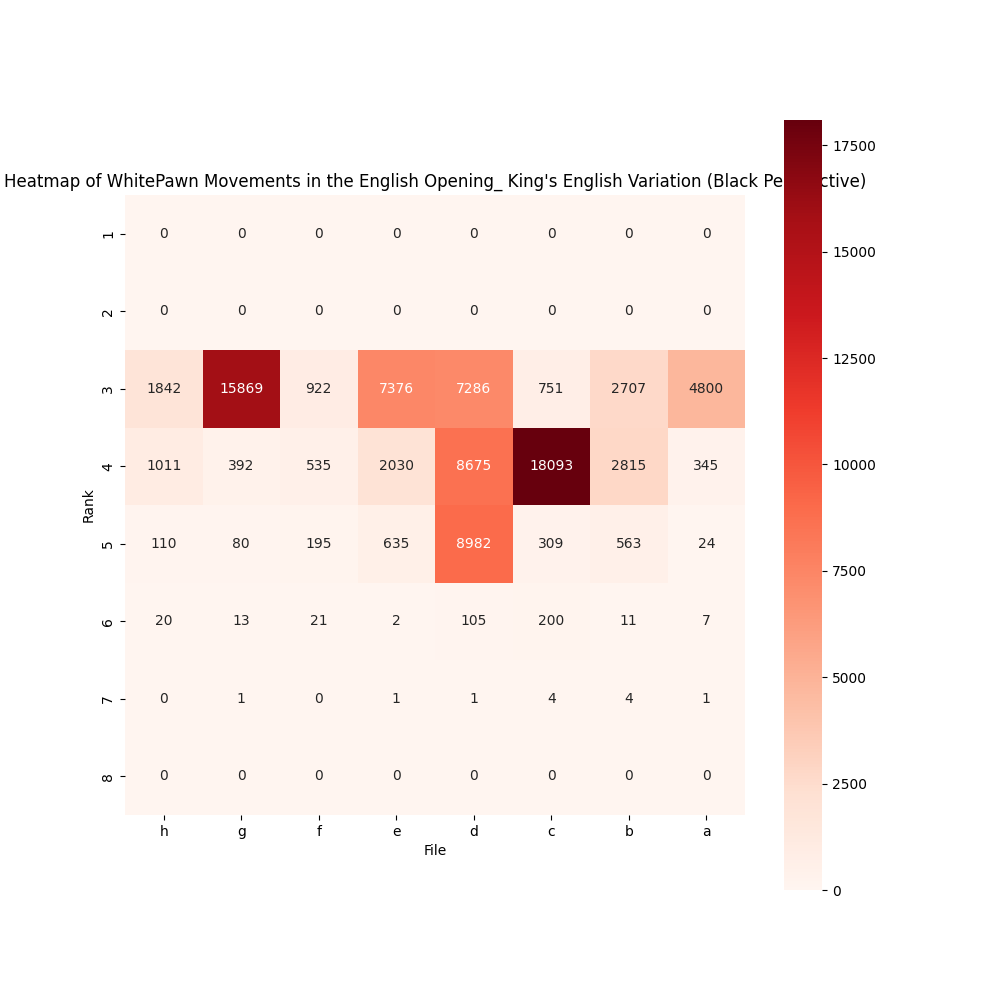 Heatmap of WhitePawn Movements in the English Opening_ King's English Variation (Black Pe ctive)
17500
15000
12500
10000
7500
5000
2500
0
Rank
1 0 0 0 0 0 0 0 0
2 0 0 0 0 0 0 0 0
3 1842 15869 922 7376 7286 751 2707 4800
4 1011 392 535 2030 8675 18093 2815 345
5 110 80 195 635 8982 309 563 24
6 20 13 21 2 105 200 11 7
7 0 1 0 1 1 4 4 1
8 0 0 0 0 0 0 0 0
h g f e d c b a
File